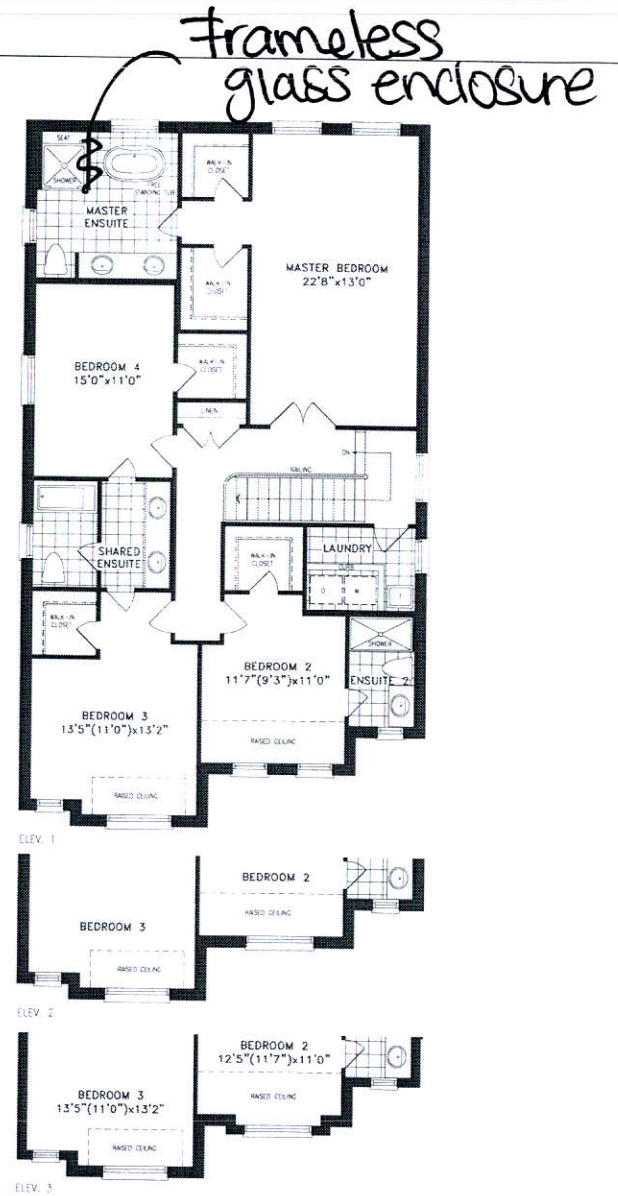 Frameless
glass enclosure
SEAT
SHOWER
FREE
STANDING TUB
MASTER
ENSUITE
WALK-IN
CLOSET
MASTER BEDROOM
22'8"x13'0"
WALK-IN
CLOSET
BEDROOM 4
15'0"x11'0"
WALK-IN
CLOSET
LINEN
DN
RAILING
SHARED
ENSUITE
WALK-IN
CLOSET
LAUNDRY
CURB
D
W
WALK-IN
CLOSET
BEDROOM 2
11'7"(9'3")x11'0"
SHOWER
ENSUITE 2
BEDROOM 3
13'5"(11'0")x13'2"
RAISED CEILING
RAISED CEILING
ELEV. 1
BEDROOM 2
RAISED CEILING
BEDROOM 3
RAISED CEILING
ELEV. 2
BEDROOM 2
12'5"(11'7")x11'0"
RAISED CEILING
BEDROOM 3
13'5"(11'0")x13'2"
RAISED CEILING
ELEV. 3